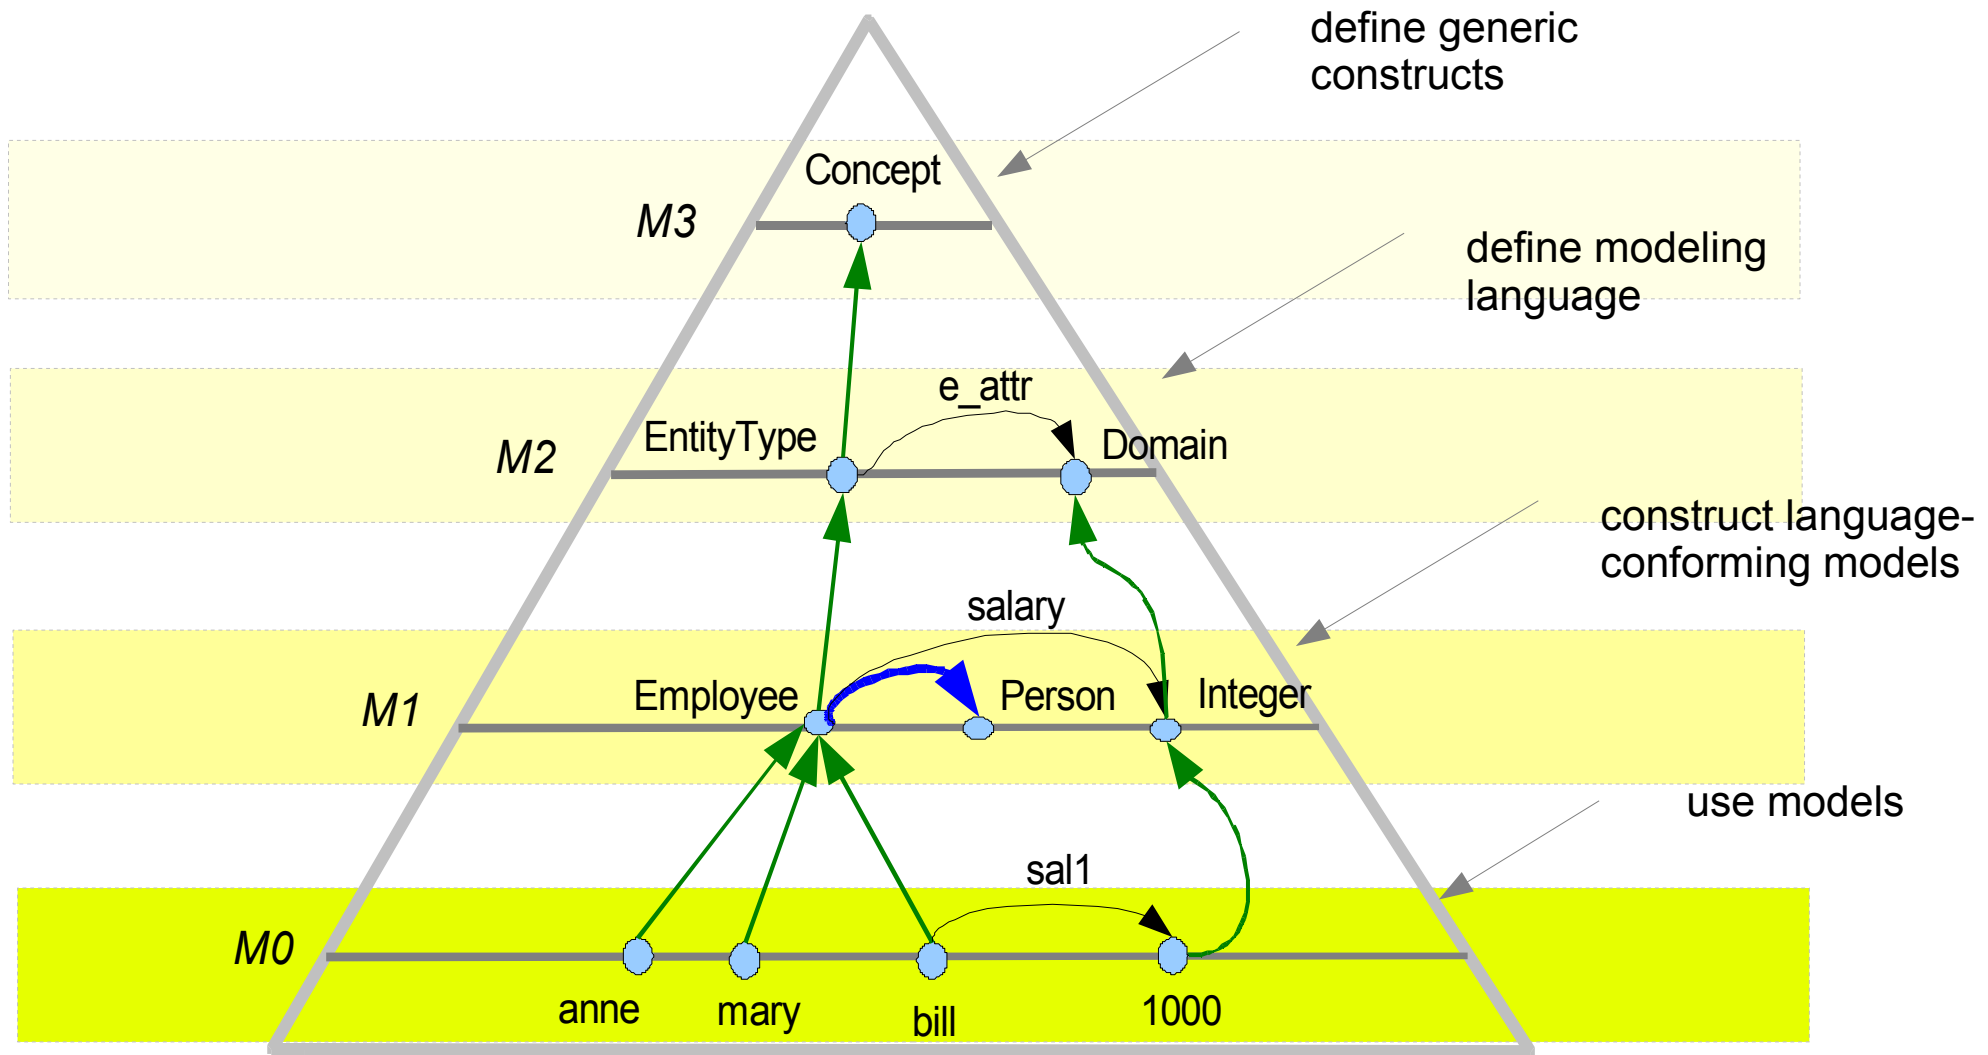 define generic
constructs
Concept
M3
define modeling
language
e_attr
EntityType
Domain
M2
construct language-
conforming models
salary
Employee
Person
Integer
M1
use models
sal1
M0
anne
mary
bill
1000